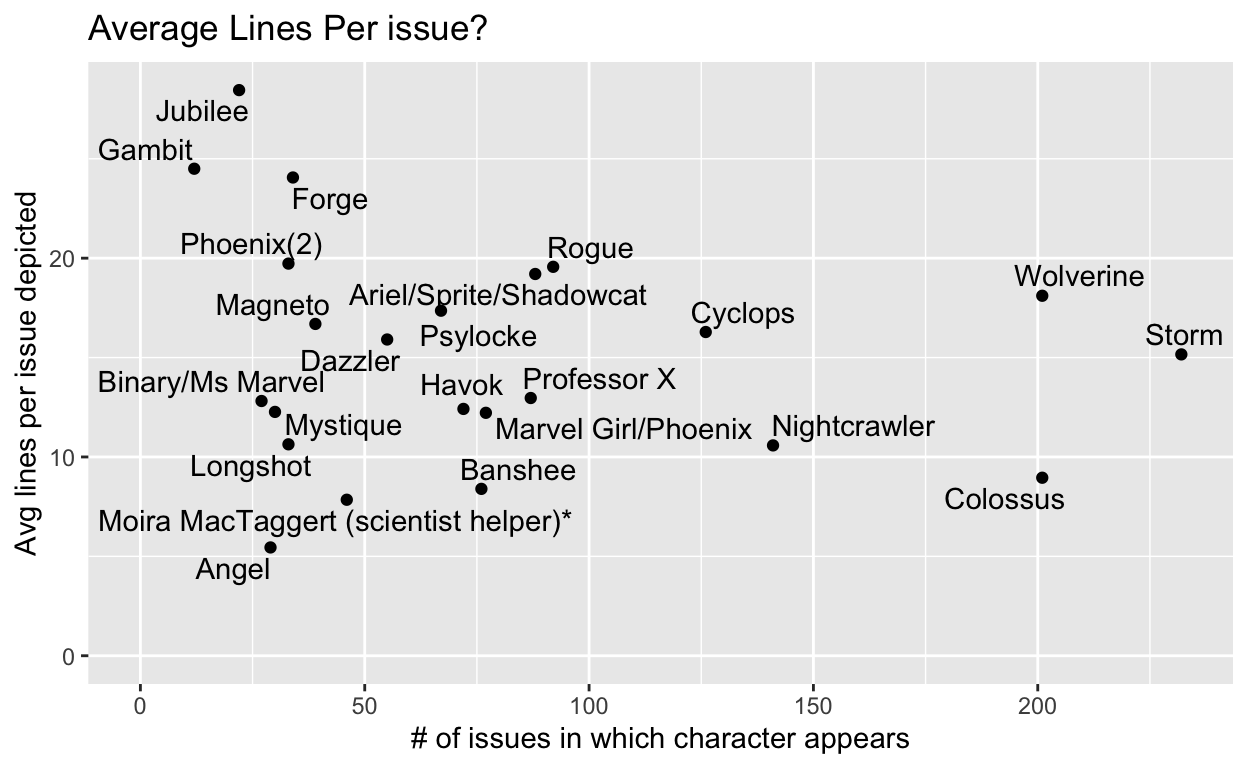 Average Lines Per issue?
Jubilee
Gambit
Forge
Phoenix(2)
Rogue
Wolverine
Ariel/Sprite/Shadowcat
Magneto
Cyclops
Storm
Psylocke
Dazzler
Binary/Ms Marvel
Havok
Professor X
Mystique
Marvel Girl/Phoenix
Nightcrawler
Longshot
Banshee
Colossus
Moira MacTaggert (scientist helper)*
Angel
20
10
0
Avg lines per issue depicted
0
50
100
150
200
# of issues in which character appears